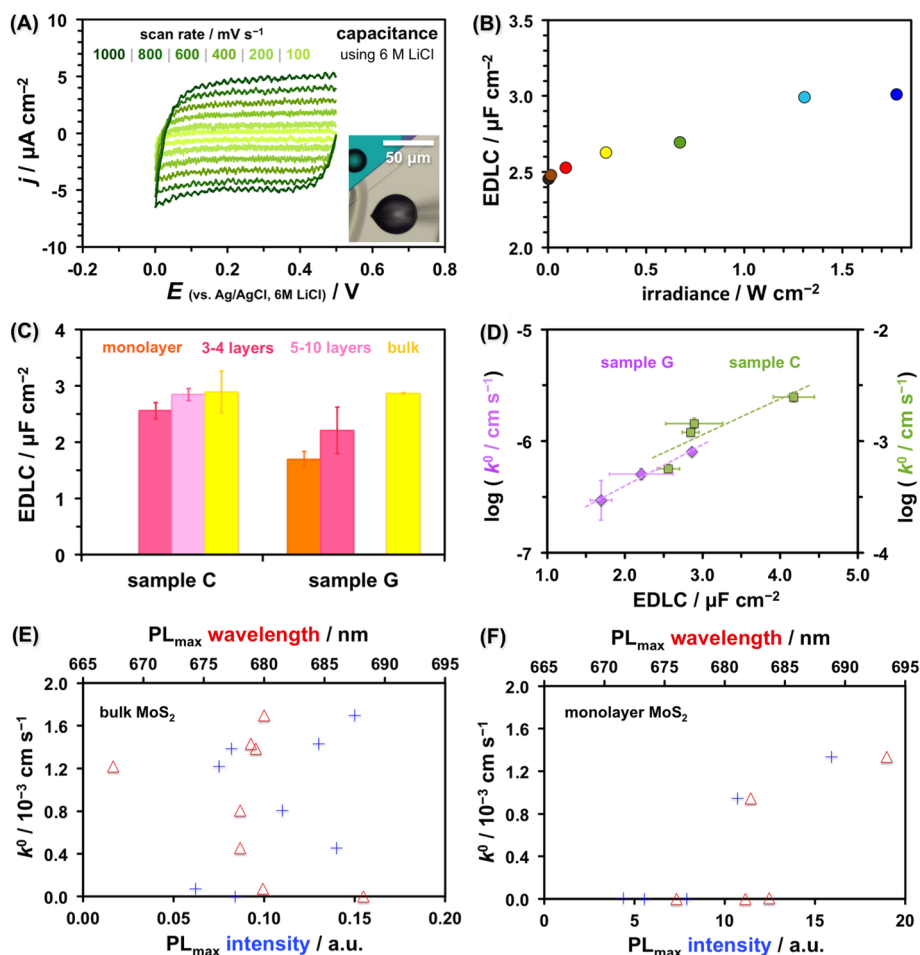 (A)
scan rate / mV s⁻¹
1000 | 800 | 600 | 400 | 200 | 100
capacitance
using 6 M LiCl
50 µm
j / µA cm⁻²
10
5
0
-5
-10
-0.2 0.0 0.2 0.4 0.6 0.8
E (vs. Ag/AgCl, 6M LiCl) / V
(B)
EDLC / µF cm⁻²
3.5
3.0
2.5
2.0
0 0.5 1.0 1.5
irradiance / W cm⁻²
(C)
monolayer 3-4 layers 5-10 layers bulk
EDLC / µF cm⁻²
4
3
2
1
0
sample C sample G
(D)
sample G sample C
log ( k⁰ / cm s⁻¹)
-5
-6
-7
log ( k⁰ / cm s⁻¹)
-2
-3
-4
1.0 2.0 3.0 4.0 5.0
EDLC / µF cm⁻²
(E)
PLmax wavelength / nm
665 670 675 680 685 690 695
bulk MoS₂
k⁰ / 10⁻³ cm s⁻¹
2.0
1.6
1.2
0.8
0.4
0.0
0.00 0.05 0.10 0.15 0.20
PLmax intensity / a.u.
(F)
PLmax wavelength / nm
665 670 675 680 685 690 695
monolayer MoS₂
k⁰ / 10⁻³ cm s⁻¹
2.0
1.6
1.2
0.8
0.4
0.0
0 5 10 15 20
PLmax intensity / a.u.